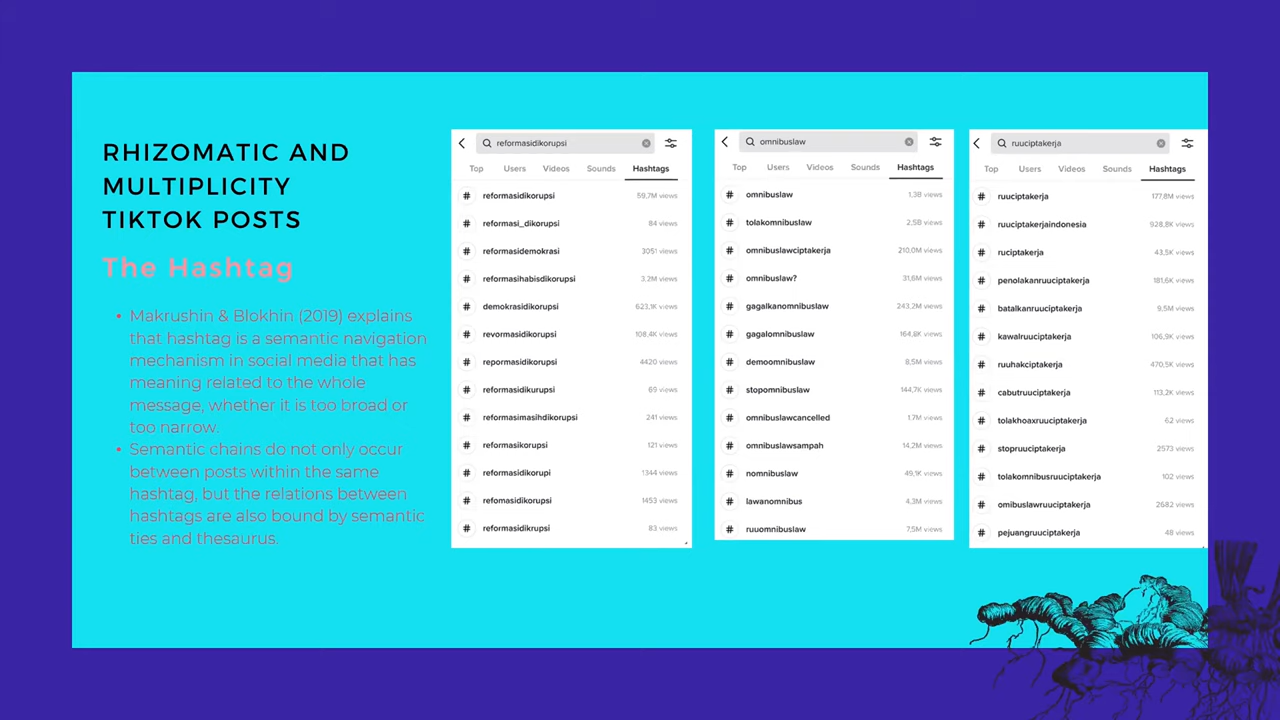 RHIZOMATIC AND
MULTIPLICITY
TIKTOK POSTS
The Hashtag
• Makrushin & Blokhin (2019) explains
that hashtag is a semantic navigation
mechanism in social media that has
meaning related to the whole
message, whether it is too broad or
too narrow.
• Semantic chains do not only occur
between posts within the same
hashtag, but the relations between
hashtags are also bound by semantic
ties and thesaurus.
reformasidikorupsi
Top Users Videos Sounds Hashtags
# reformasidikorupsi 59,7M views
# reformasi_dikorupsi 84 views
# reformasidemokrasi 3051 views
# reformasihabisdikorupsi 3.2M views
# demokrasidikorupsi 623,1K views
# revormasidikorupsi 108,4K views
# repormasidikorupsi 4420 views
# reformasidikurupsi 69 views
# reformasimasihdikorupsi 241 views
# reformasikorupsi 121 views
# reformasidikorupi 1344 views
# refomasidikorupsi 1453 views
# reformasidikrupsi 83 views
omnibuslaw
Top Users Videos Sounds Hashtags
# omnibuslaw 1,3B views
# tolakomnibuslaw 2,5B views
# omnibuslawciptakerja 210,0M views
# omnibuslaw? 31,6M views
# gagalkanomnibuslaw 243,2M views
# gagalomnibuslaw 164,8K views
# demoomnibuslaw 8,5M views
# stopomnibuslaw 144,7K views
# omnibuslawcancelled 1.7M views
# omnibuslawsampah 14,2M views
# nomnibuslaw 49,1K views
# lawanomnibus 4,3M views
# ruuomnibuslaw 7,5M views
ruuciptakerja
Top Users Videos Sounds Hashtags
# ruuciptakerja 177,8M views
# ruuciptakerjaindonesia 928,8K views
# ruciptakerja 43,5K views
# penolakanruuciptakerja 181,6K views
# batalkanruuciptakerja 9,5M views
# kawalruuciptakerja 106,9K views
# ruuhakciptakerja 470,5K views
# cabutruuciptakerja 113,2K views
# tolakhoaxruuciptakerja 62 views
# stopruuciptakerja 2573 views
# tolakomnibusruuciptakerja 102 views
# omibuslawruuciptakerja 2682 views
# pejuangruuciptakerja 48 views